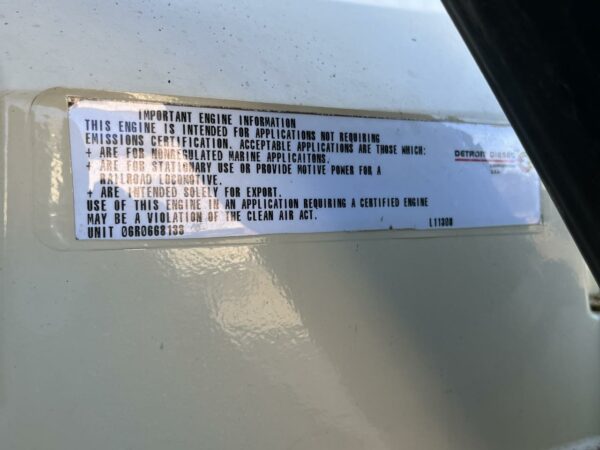 IMPORTANT ENGINE INFORMATION
THIS ENGINE IS INTENDED FOR APPLICATIONS NOT REQUIRING
EMISSIONS CERTIFICATION. ACCEPTABLE APPLICATIONS ARE THOSE WHICH:
+ ARE FOR NONREGULATED MARINE APPLICAITONS.
+ ARE FOR STATIONARY USE OR PROVIDE MOTIVE POWER FOR A
RAILROAD LOCOMOTIVE.
+ ARE INTENDED SOLELY FOR EXPORT.
USE OF THIS ENGINE IN AN APPLICATION REQUIRING A CERTIFIED ENGINE
MAY BE A VIOLATION OF THE CLEAN AIR ACT.
UNIT 06R0668138
L1130N
DETROIT DIESEL